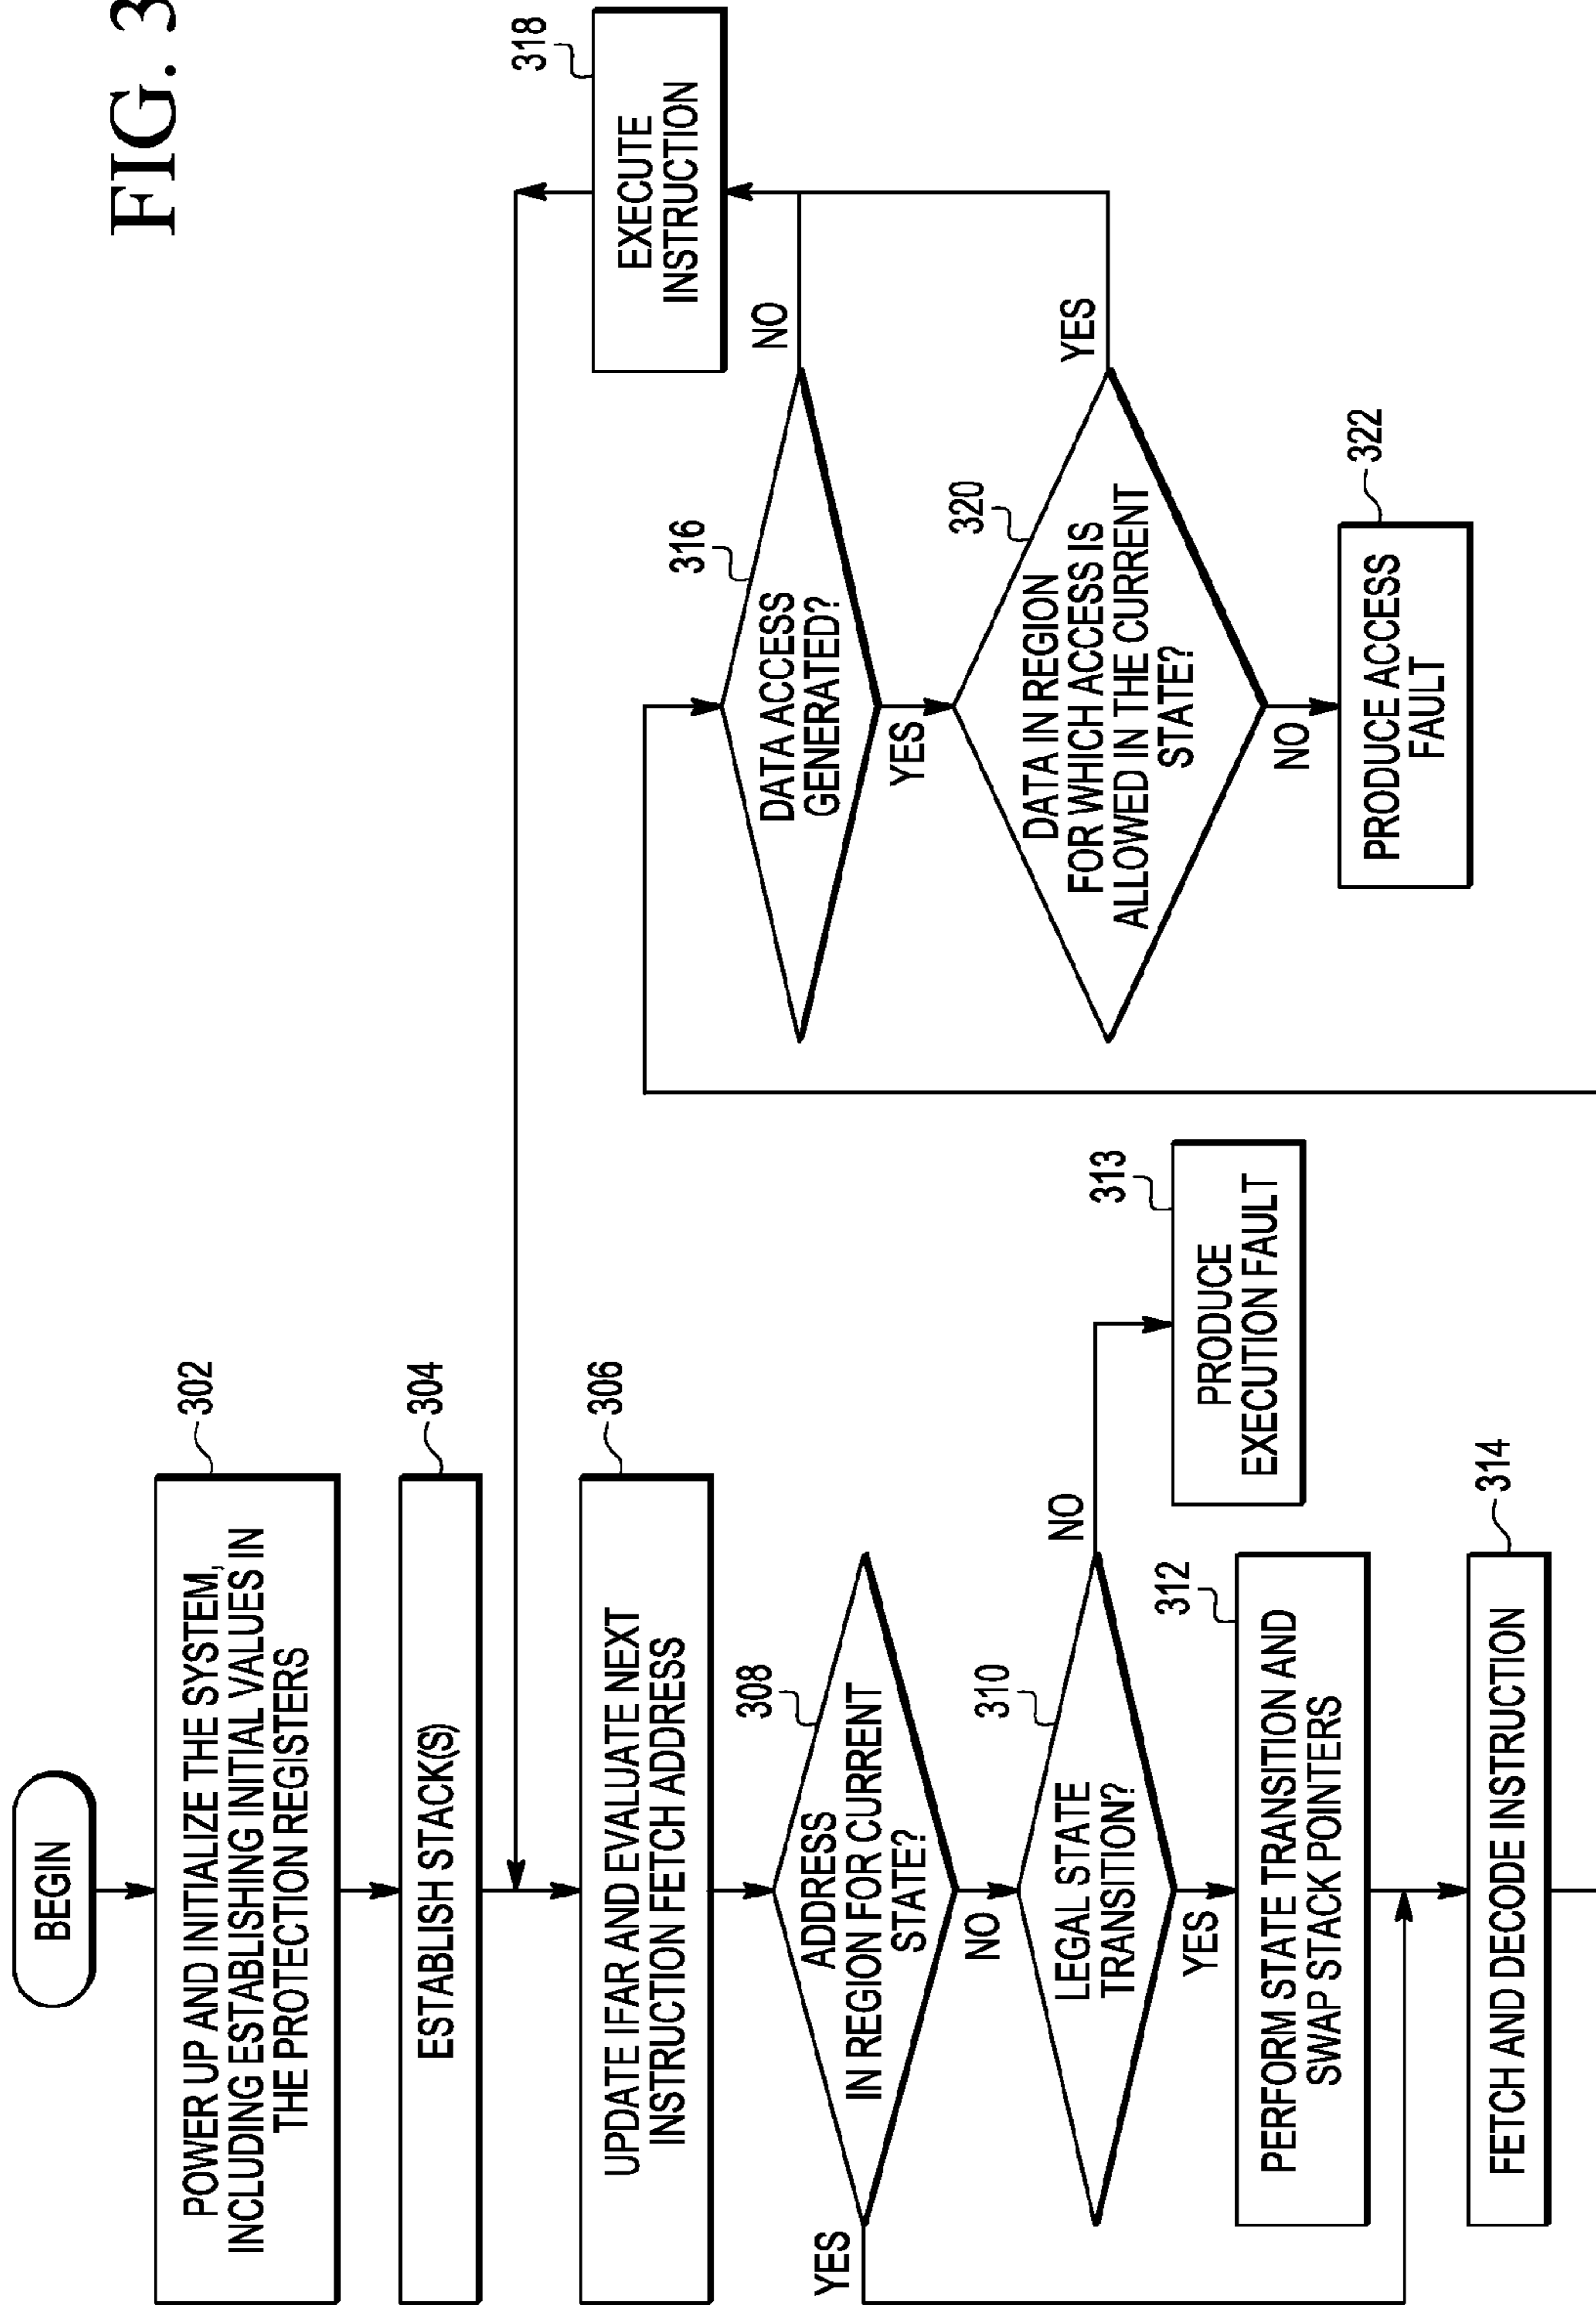 FIG. 3
BEGIN
302
POWER UP AND INITIALIZE THE SYSTEM,
INCLUDING ESTABLISHING INITIAL VALUES IN
THE PROTECTION REGISTERS
304
ESTABLISH STACK(S)
306
UPDATE IFAR AND EVALUATE NEXT
INSTRUCTION FETCH ADDRESS
308
ADDRESS
IN REGION FOR CURRENT
STATE?
YES
NO
310
LEGAL STATE
TRANSITION?
NO
YES
313
PRODUCE
EXECUTION FAULT
312
PERFORM STATE TRANSITION AND
SWAP STACK POINTERS
314
FETCH AND DECODE INSTRUCTION
316
DATA ACCESS
GENERATED?
NO
YES
318
EXECUTE
INSTRUCTION
320
DATA IN REGION
FOR WHICH ACCESS IS
ALLOWED IN THE CURRENT
STATE?
YES
NO
322
PRODUCE ACCESS
FAULT